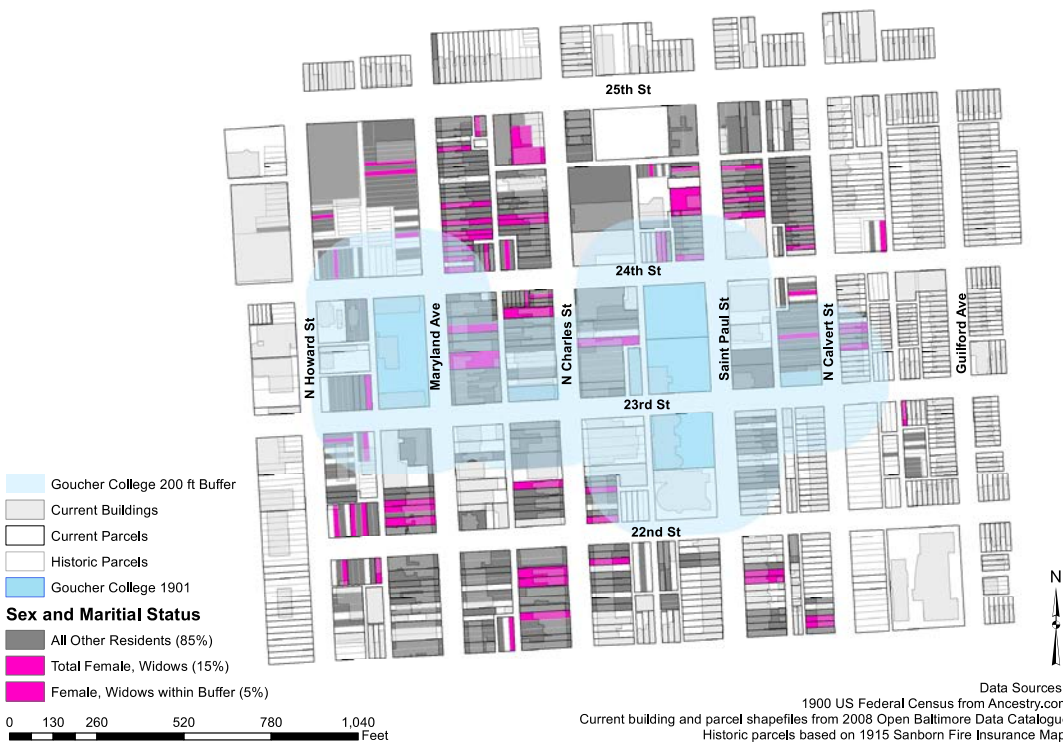 25th St
24th St
N Howard St
Maryland Ave
N Charles St
Saint Paul St
N Calvert St
Guilford Ave
23rd St
22nd St
Goucher College 200 ft Buffer
Current Buildings
Current Parcels
Historic Parcels
Goucher College 1901
Sex and Maritial Status
All Other Residents (85%)
Total Female, Widows (15%)
Female, Widows within Buffer (5%)
0 130 260 520 780 1,040
Feet
N
Data Sources
1900 US Federal Census from Ancestry.com
Current building and parcel shapefiles from 2008 Open Baltimore Data Catalogue
Historic parcels based on 1915 Sanborn Fire Insurance Map